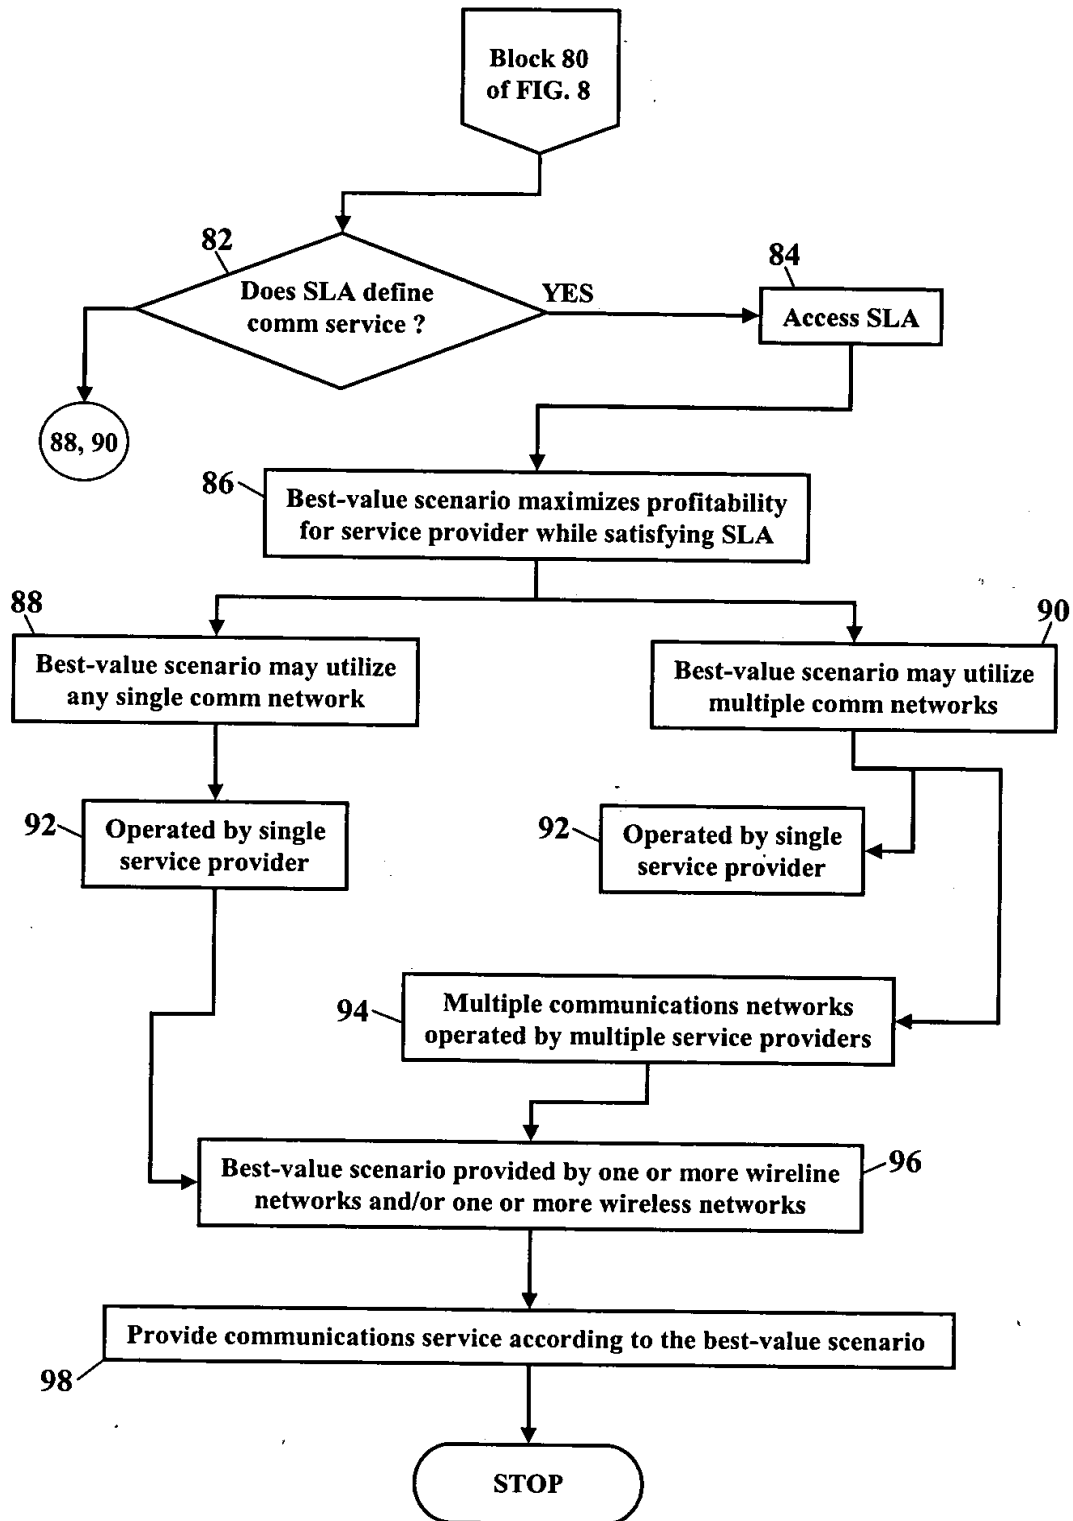 Block 80
of FIG. 8
82
Does SLA define
comm service ?
YES
84
Access SLA
88, 90
86
Best-value scenario maximizes profitability
for service provider while satisfying SLA
88
Best-value scenario may utilize
any single comm network
90
Best-value scenario may utilize
multiple comm networks
92
Operated by single
service provider
92
Operated by single
service provider
94
Multiple communications networks
operated by multiple service providers
96
Best-value scenario provided by one or more wireline
networks and/or one or more wireless networks
Provide communications service according to the best-value scenario
98
STOP